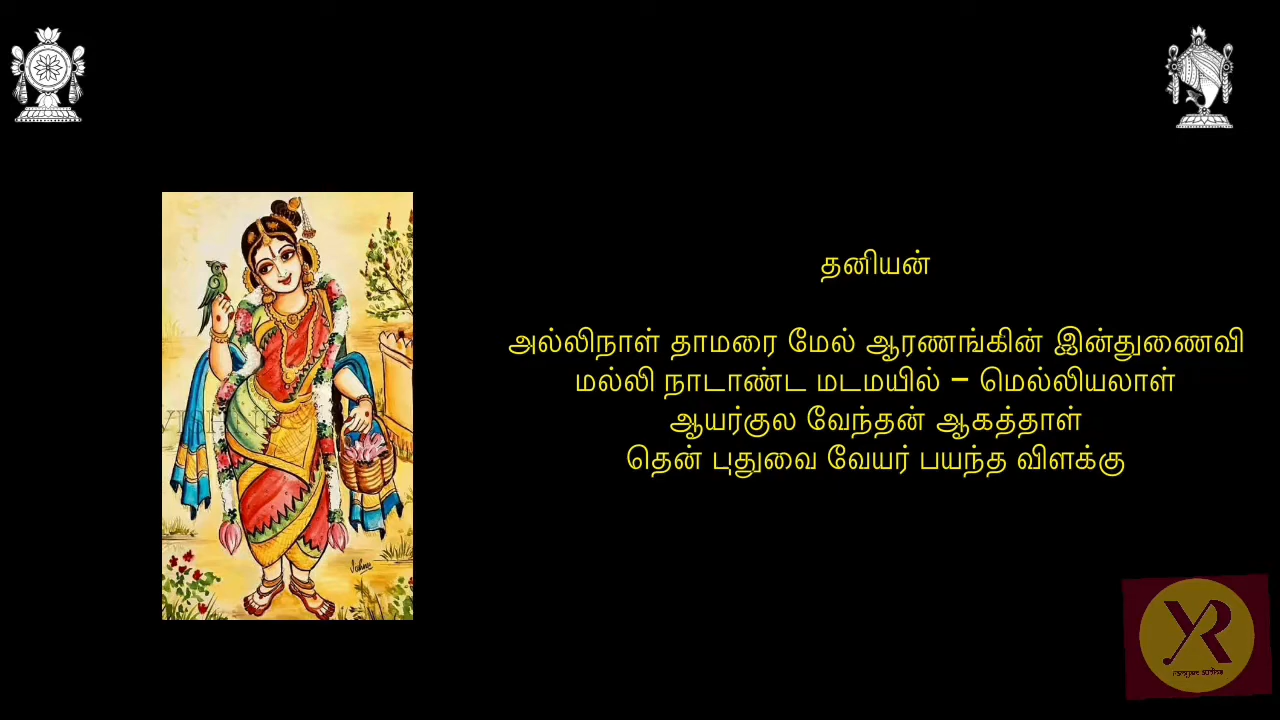 தனியன்
அல்லிநாள் தாமரை மேல் ஆரணங்கின் இன்துணைவி
மல்லி நாடாண்ட மடமயில் – மெல்லியலாள்
ஆயர்குல வேந்தன் ஆகத்தாள்
தென் புதுவை வேயர் பயந்த விளக்கு